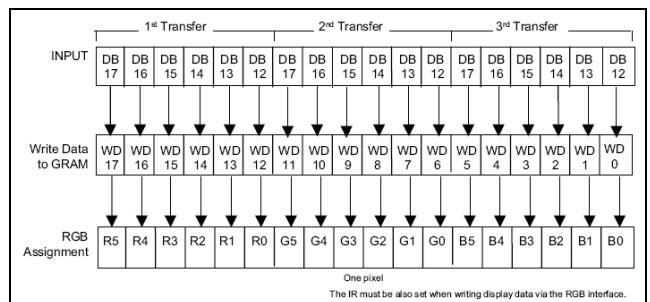 1st Transfer 2nd Transfer 3rd Transfer
INPUT DB 17 DB 16 DB 15 DB 14 DB 13 DB 12 DB 17 DB 16 DB 15 DB 14 DB 13 DB 12 DB 17 DB 16 DB 15 DB 14 DB 13 DB 12
Write Data to GRAM WD 17 WD 16 WD 15 WD 14 WD 13 WD 12 WD 11 WD 10 WD 9 WD 8 WD 7 WD 6 WD 5 WD 4 WD 3 WD 2 WD 1 WD 0
RGB Assignment R5 R4 R3 R2 R1 R0 G5 G4 G3 G2 G1 G0 B5 B4 B3 B2 B1 B0
One pixel
The IR must be also set when writing display data via the RGB interface.